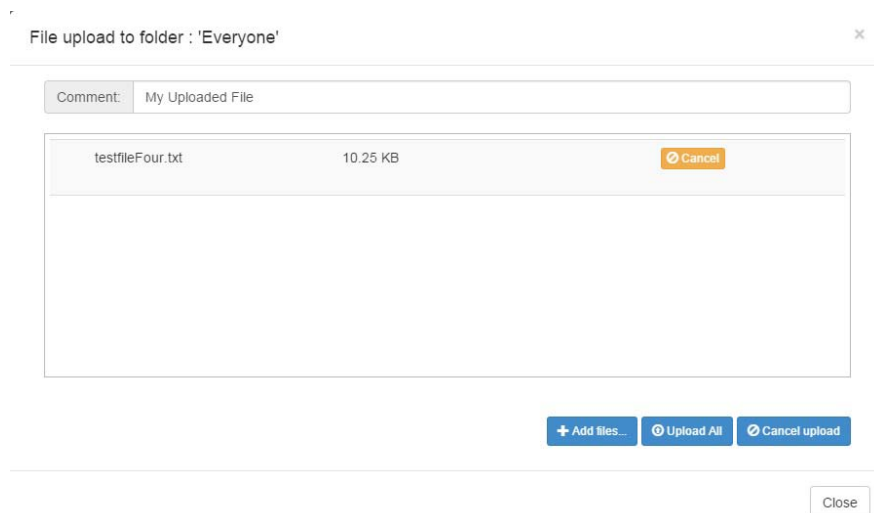 File upload to folder : 'Everyone'
×
Comment: My Uploaded File
testfileFour.txt 10.25 KB Cancel
Add files... Upload All Cancel upload
Close